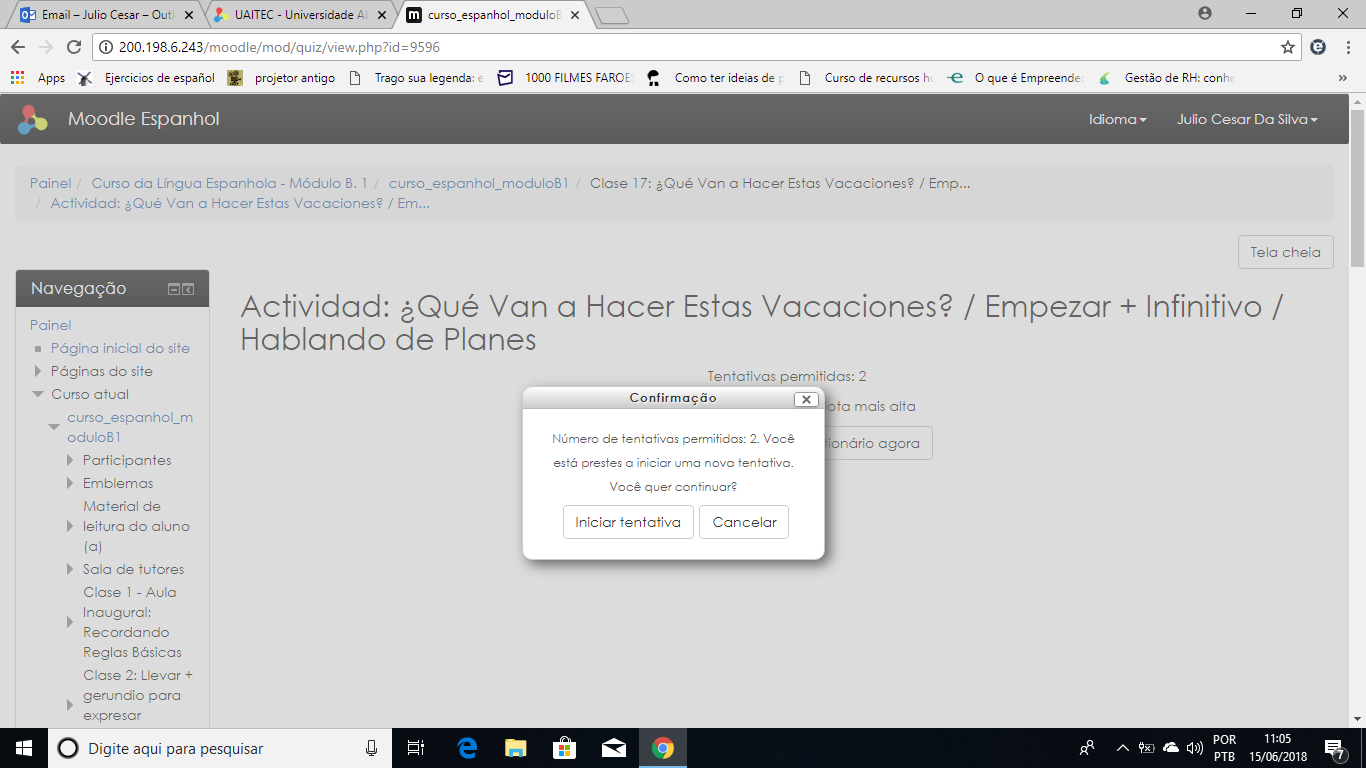 Email – Julio Cesar – Outl
UAITEC - Universidade Ab
curso_espanhol_moduloB
200.198.6.243/moodle/mod/quiz/view.php?id=9596
Apps
Ejercicios de español
projetor antigo
Trago sua legenda: e
1000 FILMES FAROES
Como ter ideias de p
Curso de recursos hu
O que é Empreende
Gestão de RH: conhe
»
Moodle Espanhol
Idioma
Julio Cesar Da Silva
Painel / Curso da Língua Espanhola - Módulo B. 1 / curso_espanhol_moduloB1 / Clase 17: ¿Qué Van a Hacer Estas Vacaciones? / Emp...
/ Actividad: ¿Qué Van a Hacer Estas Vacaciones? / Em...
Tela cheia
Navegação
Painel
Página inicial do site
Páginas do site
Curso atual
curso_espanhol_m
oduloB1
Participantes
Emblemas
Material de
leitura do aluno
(a)
Sala de tutores
Clase 1 - Aula
Inaugural:
Recordando
Reglas Básicas
Clase 2: Llevar +
gerundio para
expresar
Actividad: ¿Qué Van a Hacer Estas Vacaciones? / Empezar + Infinitivo /
Hablando de Planes
Tentativas permitidas: 2
ota mais alta
tionário agora
Confirmação
Número de tentativas permitidas: 2. Você
está prestes a iniciar uma nova tentativa.
Você quer continuar?
Iniciar tentativa
Cancelar
Digite aqui para pesquisar
POR
PTB
11:05
15/06/2018
7